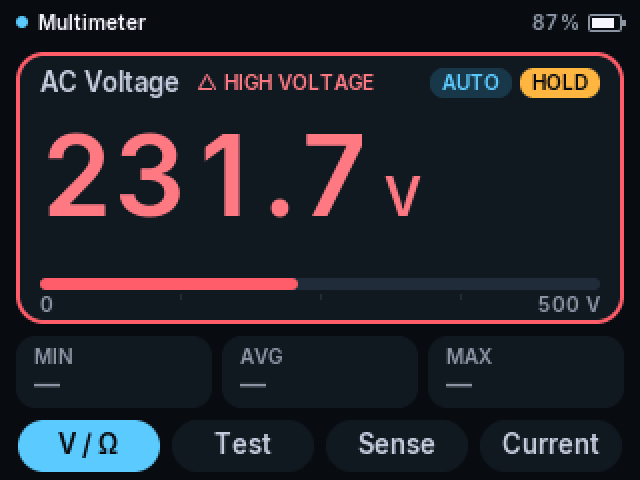 Multimeter 87%
AC Voltage △ HIGH VOLTAGE AUTO HOLD
231.7 V
0 500 V
MIN AVG MAX
— — —
V / Ω Test Sense Current